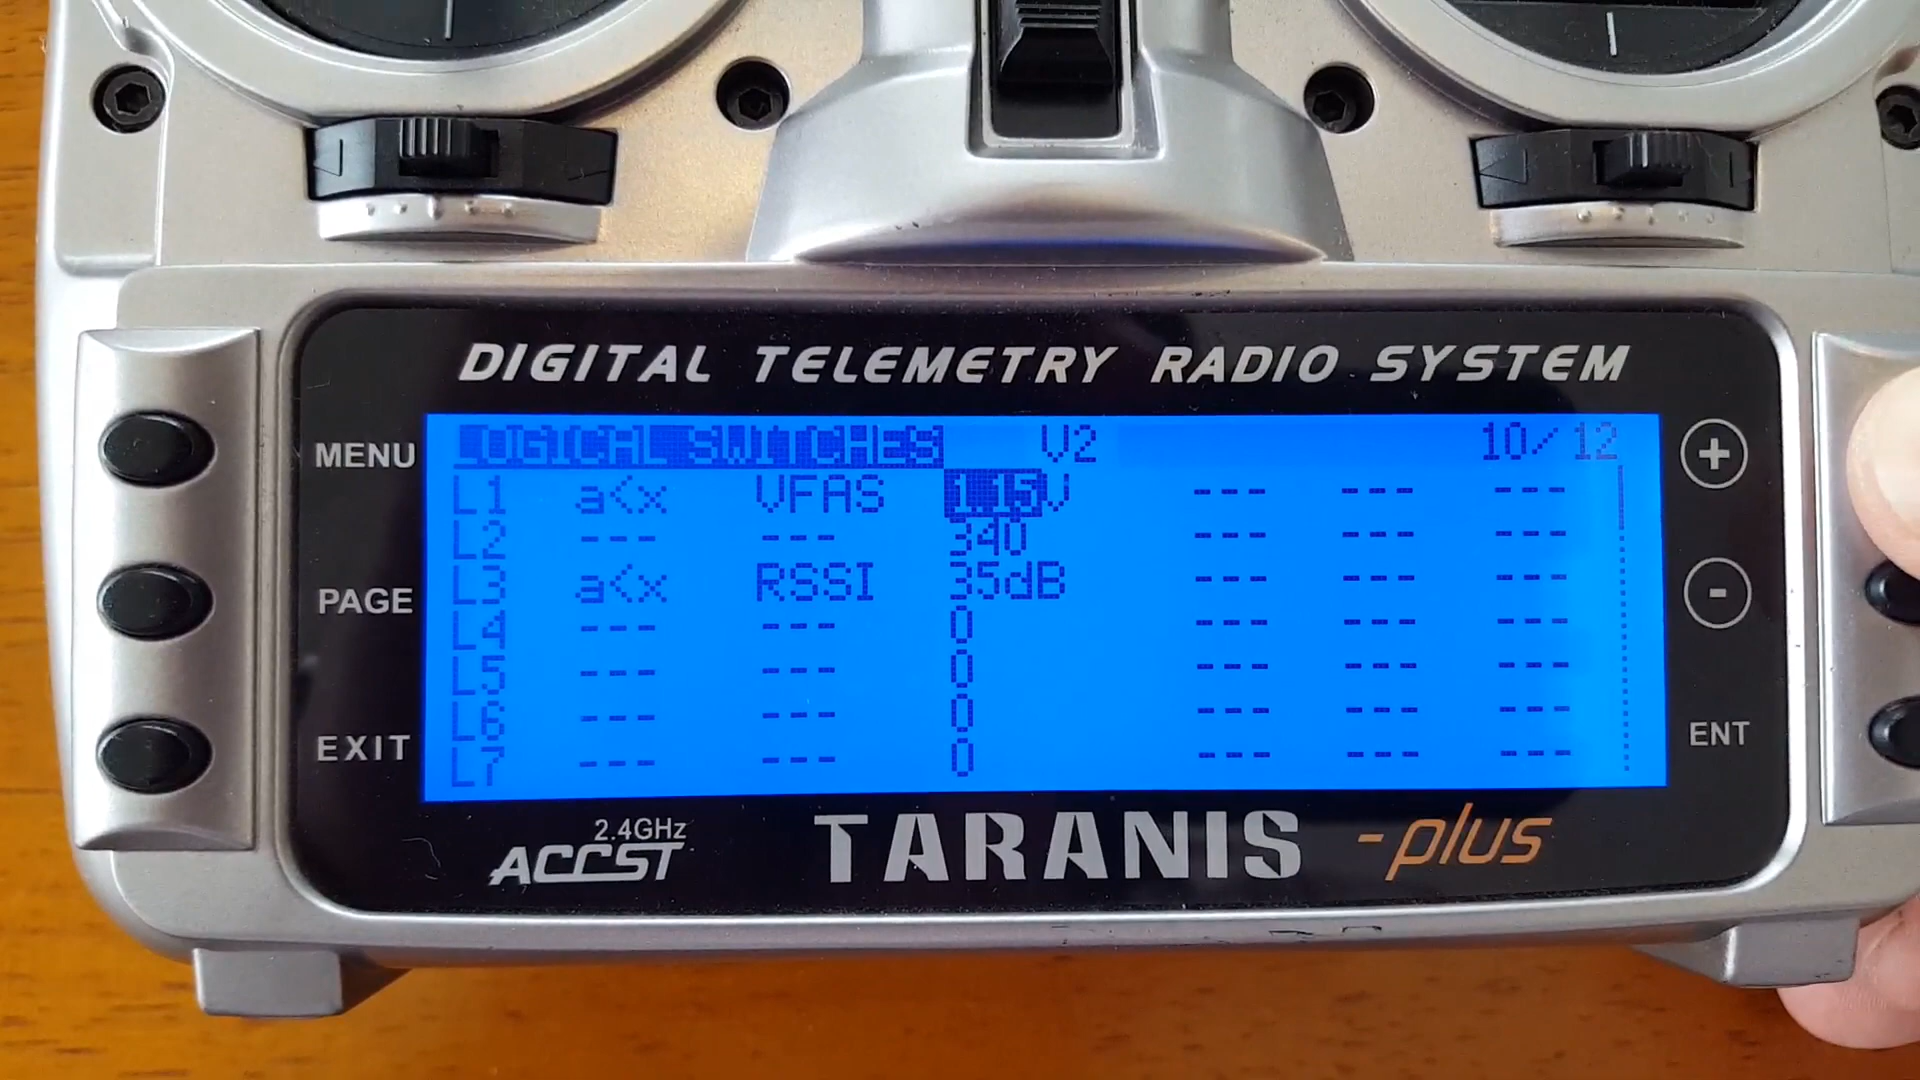 DIGITAL TELEMETRY RADIO SYSTEM
MENU
PAGE
EXIT
LOGICAL SWITCHES V2 10/12
L1 a<x VFAS 1.15V --- --- ---
L2 --- --- 340 --- --- ---
L3 a<x RSSI 35dB --- --- ---
L4 --- --- 0 --- --- ---
L5 --- --- 0 --- --- ---
L6 --- --- 0 --- --- ---
L7 --- --- 0 --- --- ---
+
-
ENT
2.4GHz
ACCST
TARANIS -plus